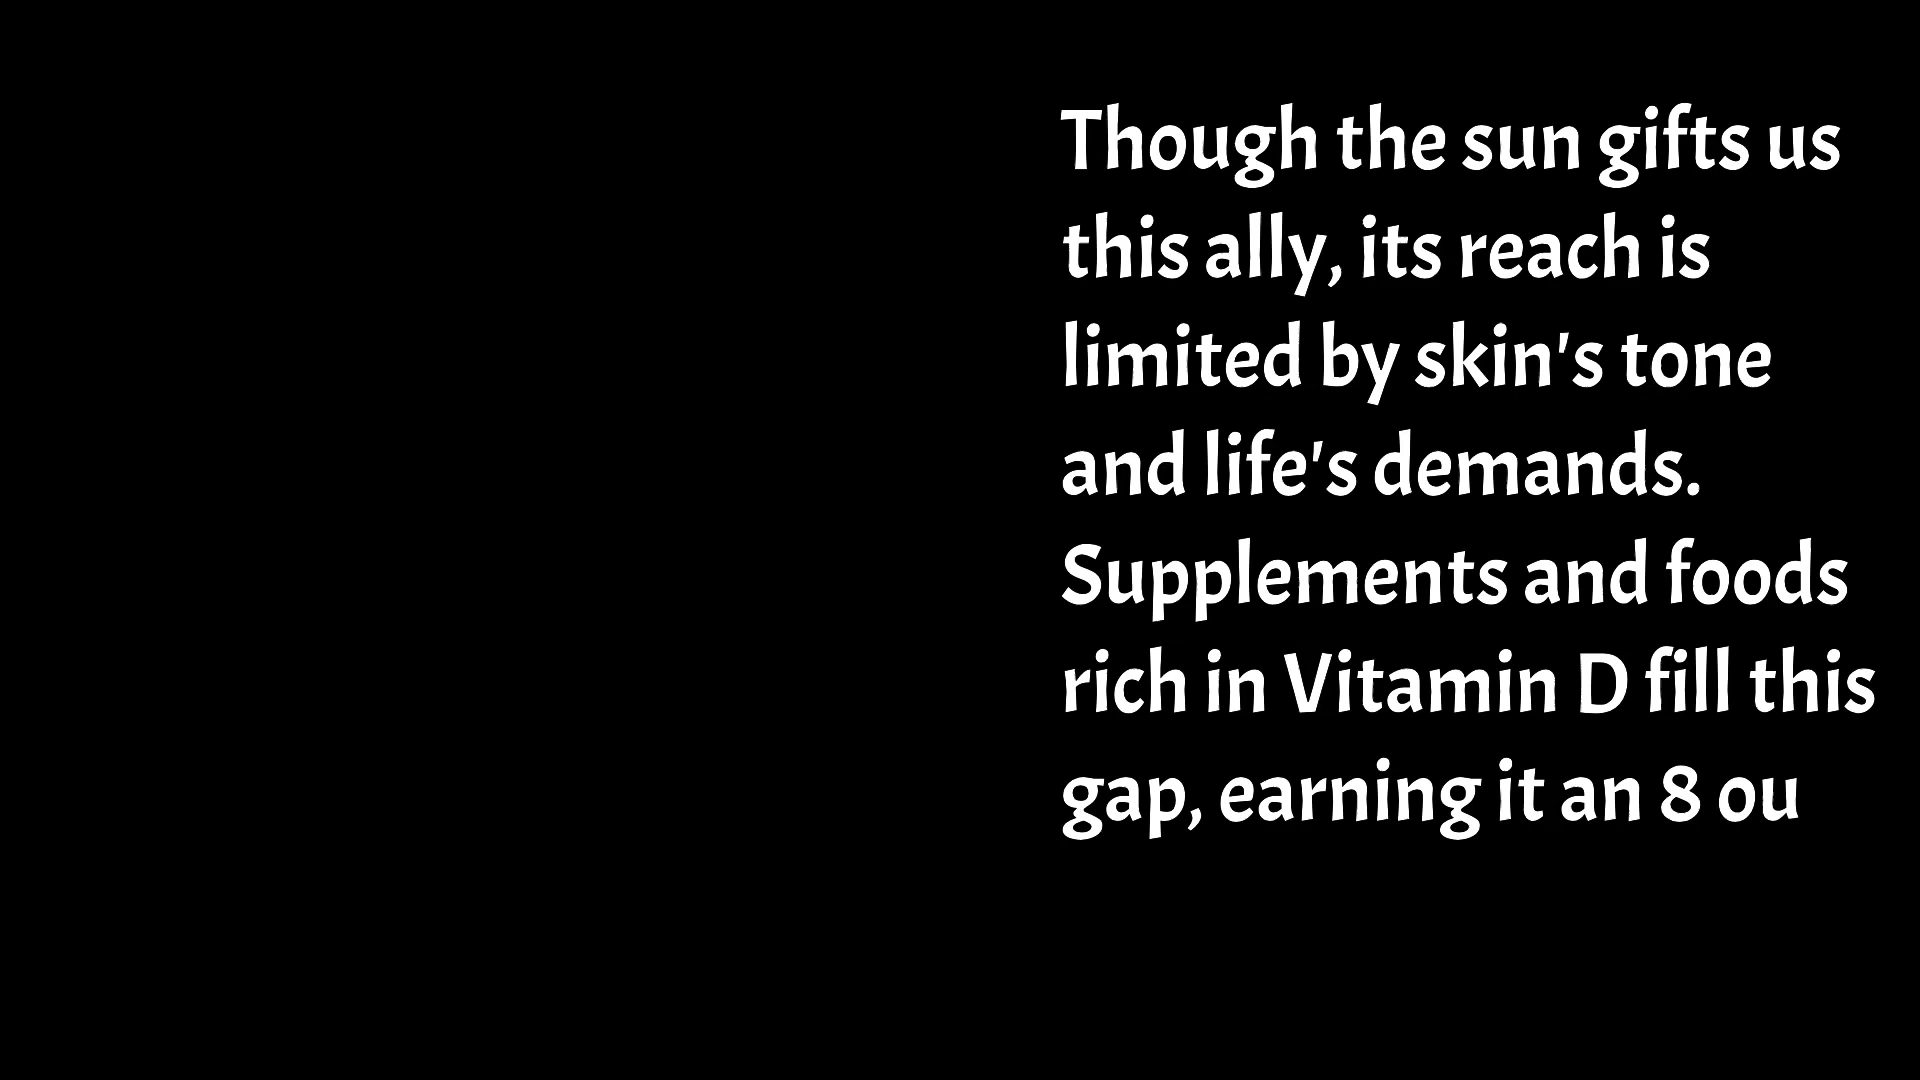 Though the sun gifts us
this ally, its reach is
limited by skin's tone
and life's demands.
Supplements and foods
rich in Vitamin D fill this
gap, earning it an 8 ou